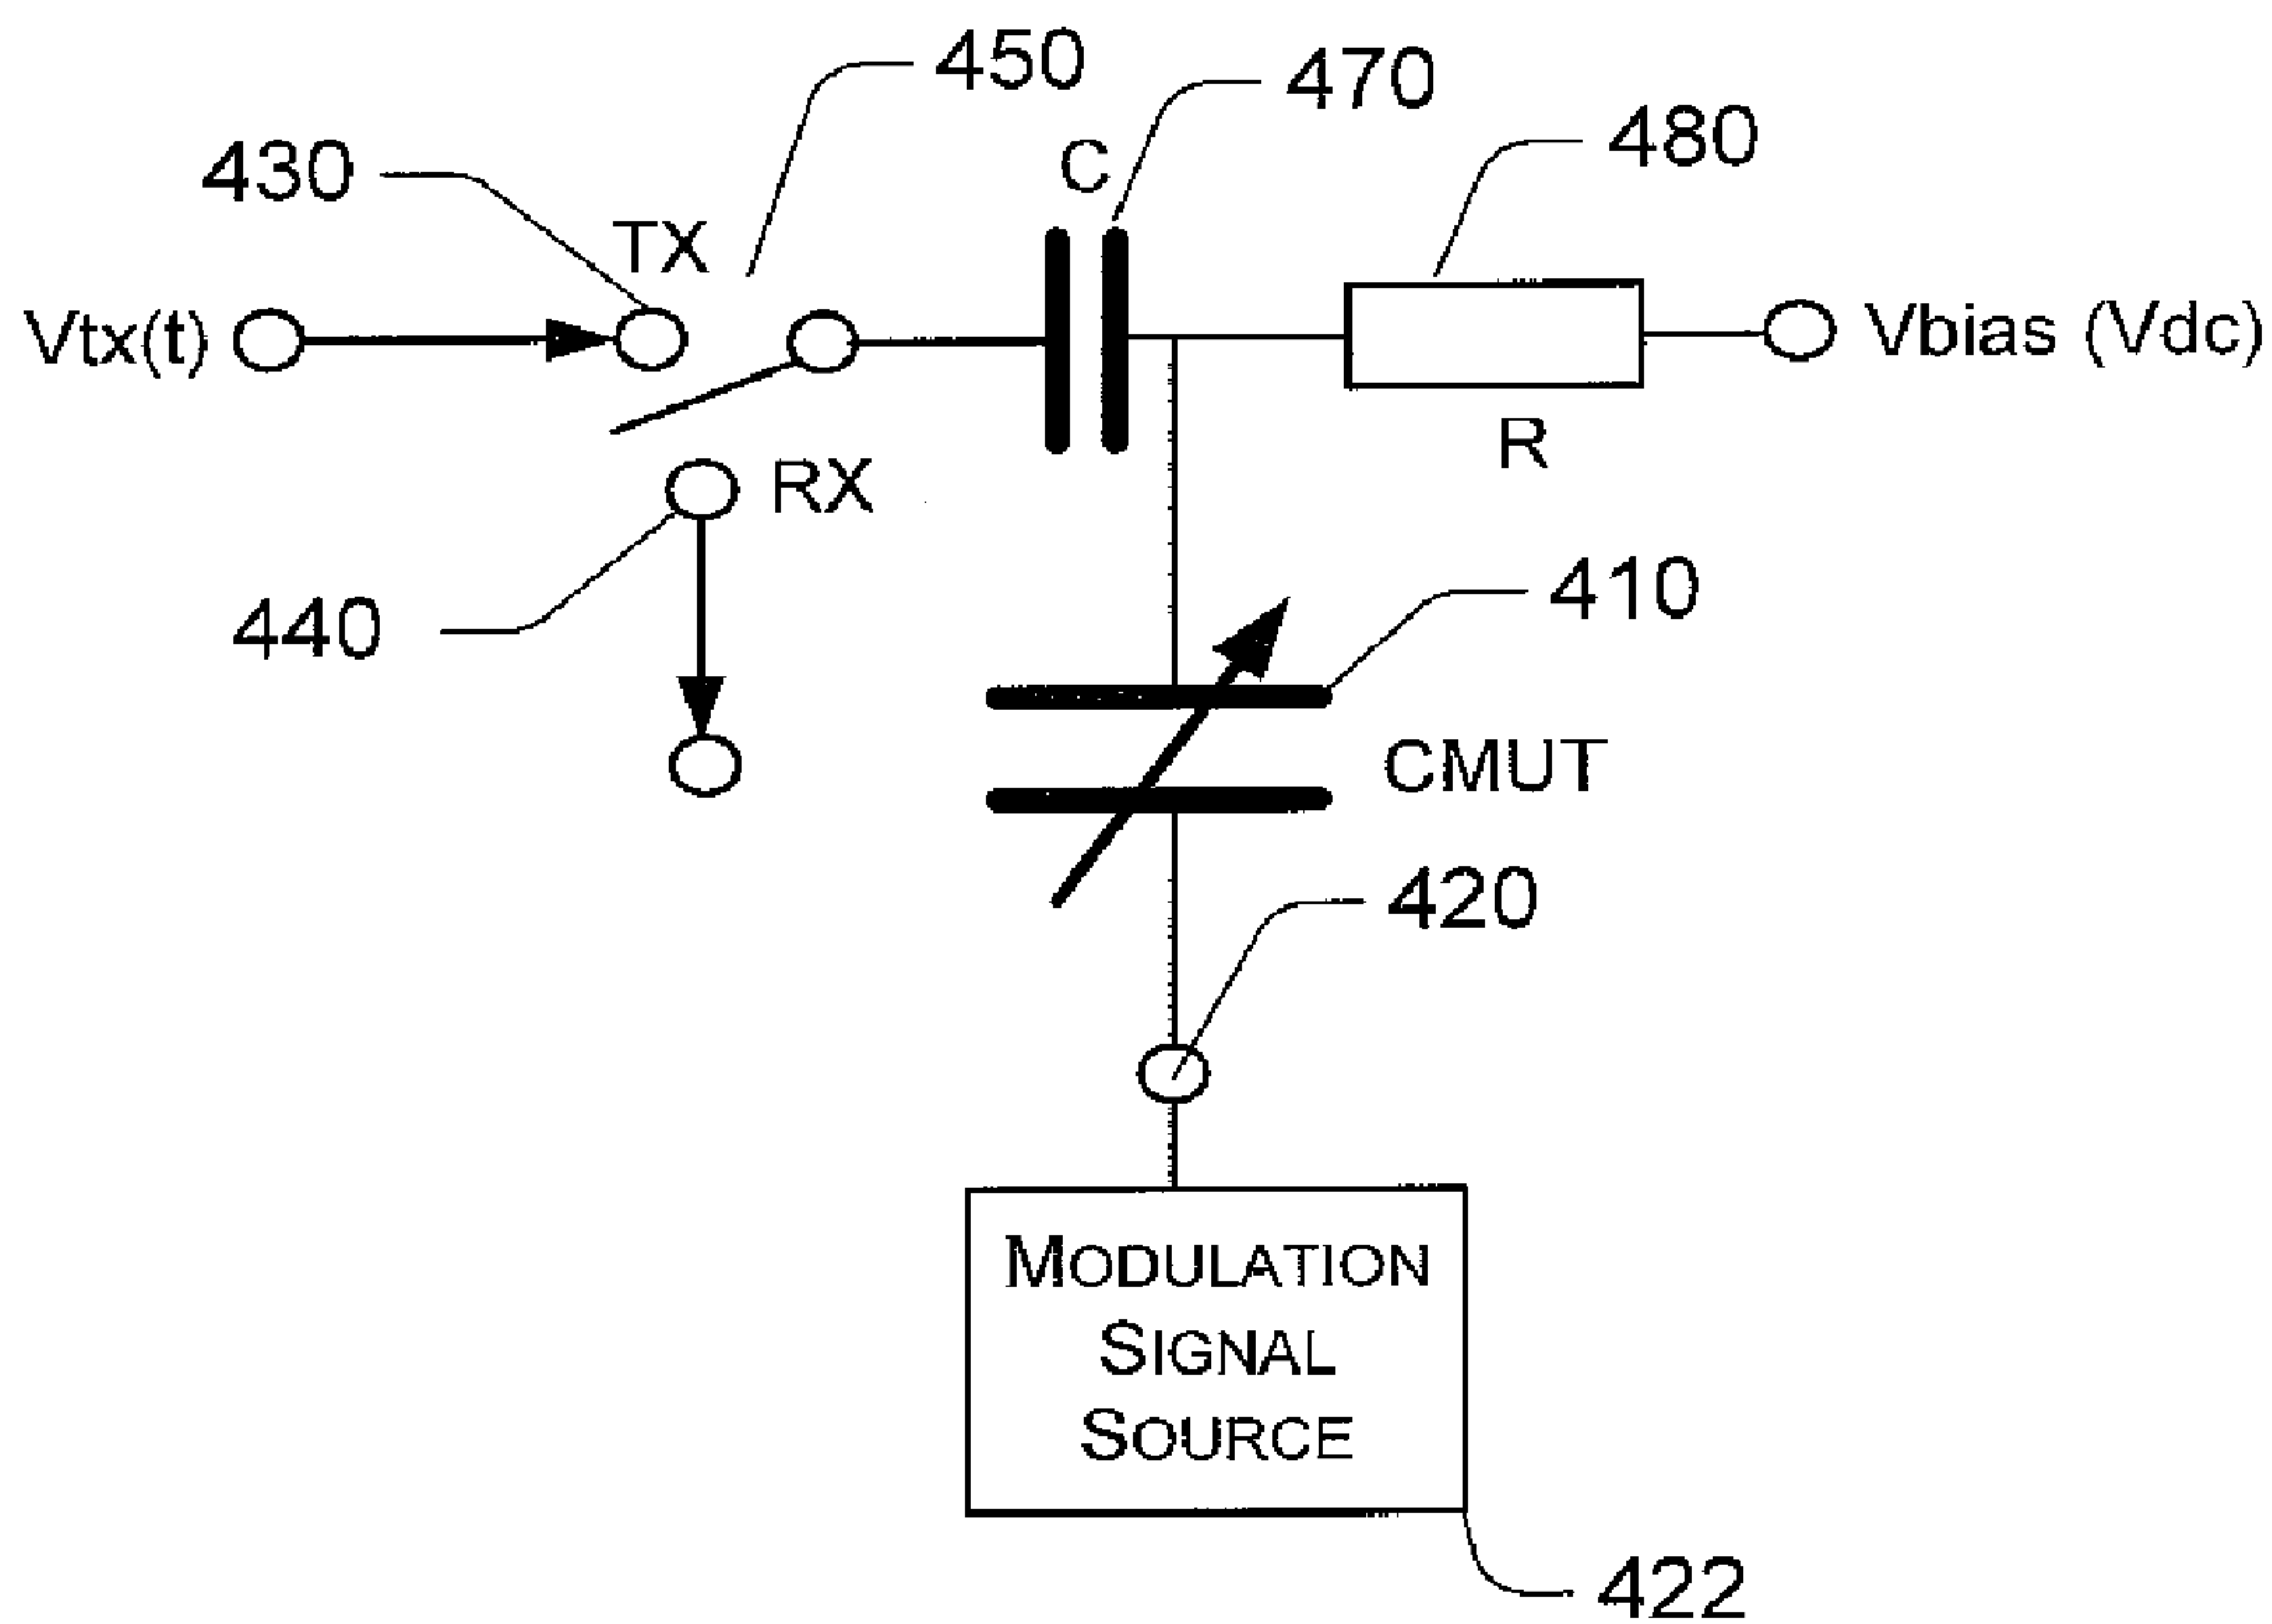 450
470
C
480
430
TX
Vtx(t)
Vbias (Vdc)
R
RX
440
410
CMUT
420
MODULATION
SIGNAL
SOURCE
422